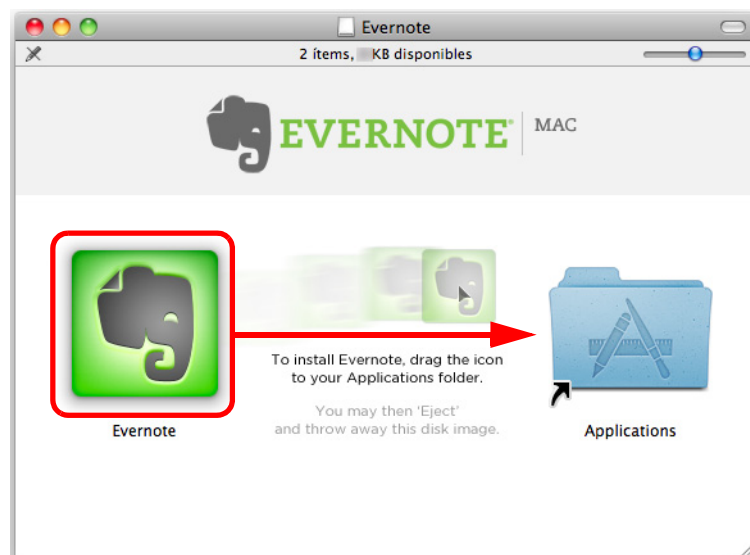 Evernote
2 ítems, KB disponibles
EVERNOTE® MAC
To install Evernote, drag the icon
to your Applications folder.
You may then ‘Eject’
and throw away this disk image.
Evernote
Applications